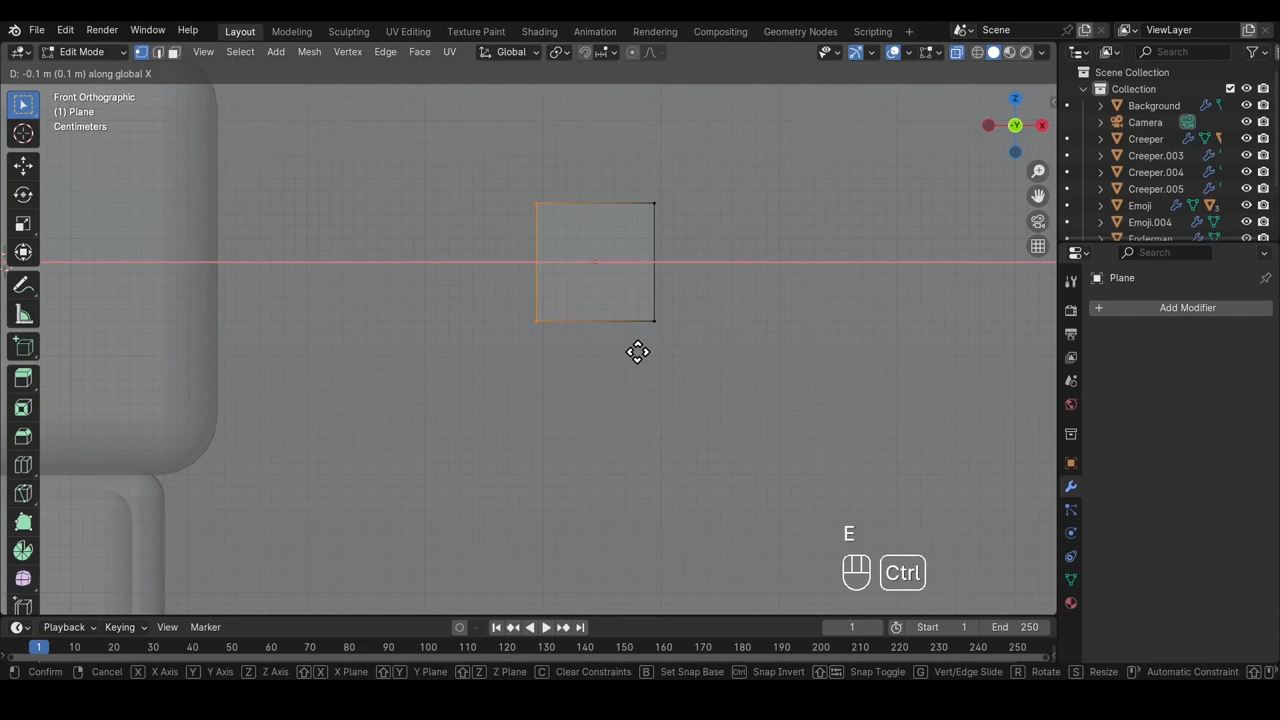 File Edit Render Window Help Layout Modeling Sculpting UV Editing Texture Paint Shading Animation Rendering Compositing Geometry Nodes Scripting Scene ViewLayer
Edit Mode View Select Add Mesh Vertex Edge Face UV Global Search
D: -0.1 m (0.1 m) along global X
Scene Collection
Collection
Front Orthographic
(1) Plane
Centimeters
Z
-Y
X
Background
Camera
Creeper
Creeper.003
Creeper.004
Creeper.005
Emoji
3
Emoji.004
Enderman
Search
Plane
Add Modifier
E
Ctrl
Playback Keying View Marker 1 Start 1 End 250
1 10 20 30 40 50 60 70 80 90 100 110 120 130 140 150 160 170 180 190 200 210 220 230 240 250
Confirm Cancel X X Axis Y Y Axis Z Z Axis X X Plane Y Y Plane Z Z Plane C Clear Constraints B Set Snap Base Ctrl Snap Invert Snap Toggle G Vert/Edge Slide R Rotate S Resize Automatic Constraint